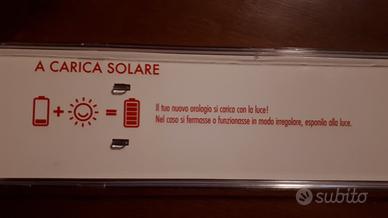 A CARICA SOLARE
+ =
Il tuo nuovo orologio si carica con la luce!
Nel caso si fermasse o funzionasse in modo irregolare, esponilo alla luce.
subito